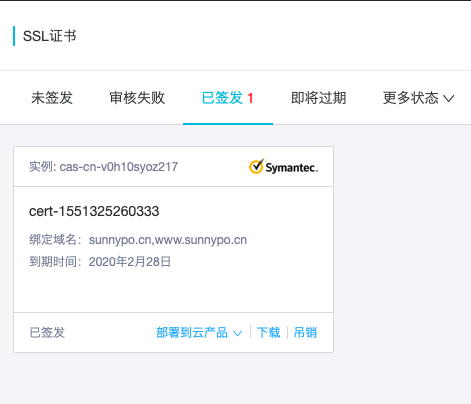 SSL证书
未签发 审核失败 已签发 1 即将过期 更多状态
实例: cas-cn-v0h10syoz217 Symantec.
cert-1551325260333
绑定域名: sunnypo.cn,www.sunnypo.cn
到期时间: 2020年2月28日
已签发 部署到云产品 下载 吊销